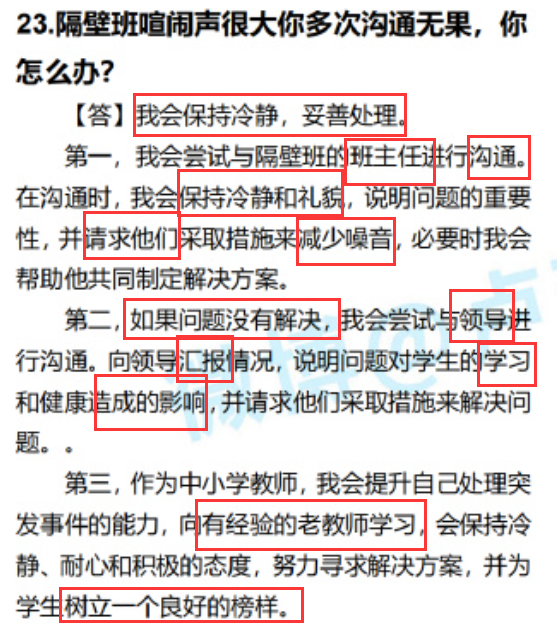 23.隔壁班喧闹声很大你多次沟通无果，你
怎么办？
【答】我会保持冷静，妥善处理。
第一，我会尝试与隔壁班的班主任进行沟通。
在沟通时，我会保持冷静和礼貌，说明问题的重要
性，并请求他们采取措施来减少噪音，必要时我会
帮助他共同制定解决方案。
第二，如果问题没有解决，我会尝试与领导进
行沟通。向领导汇报情况，说明问题对学生的学习
和健康造成的影响，并请求他们采取措施来解决问
题。。
第三，作为中小学教师，我会提升自己处理突
发事件的能力，向有经验的老教师学习，会保持冷
静、耐心和积极的态度，努力寻求解决方案，并为
学生树立一个良好的榜样。